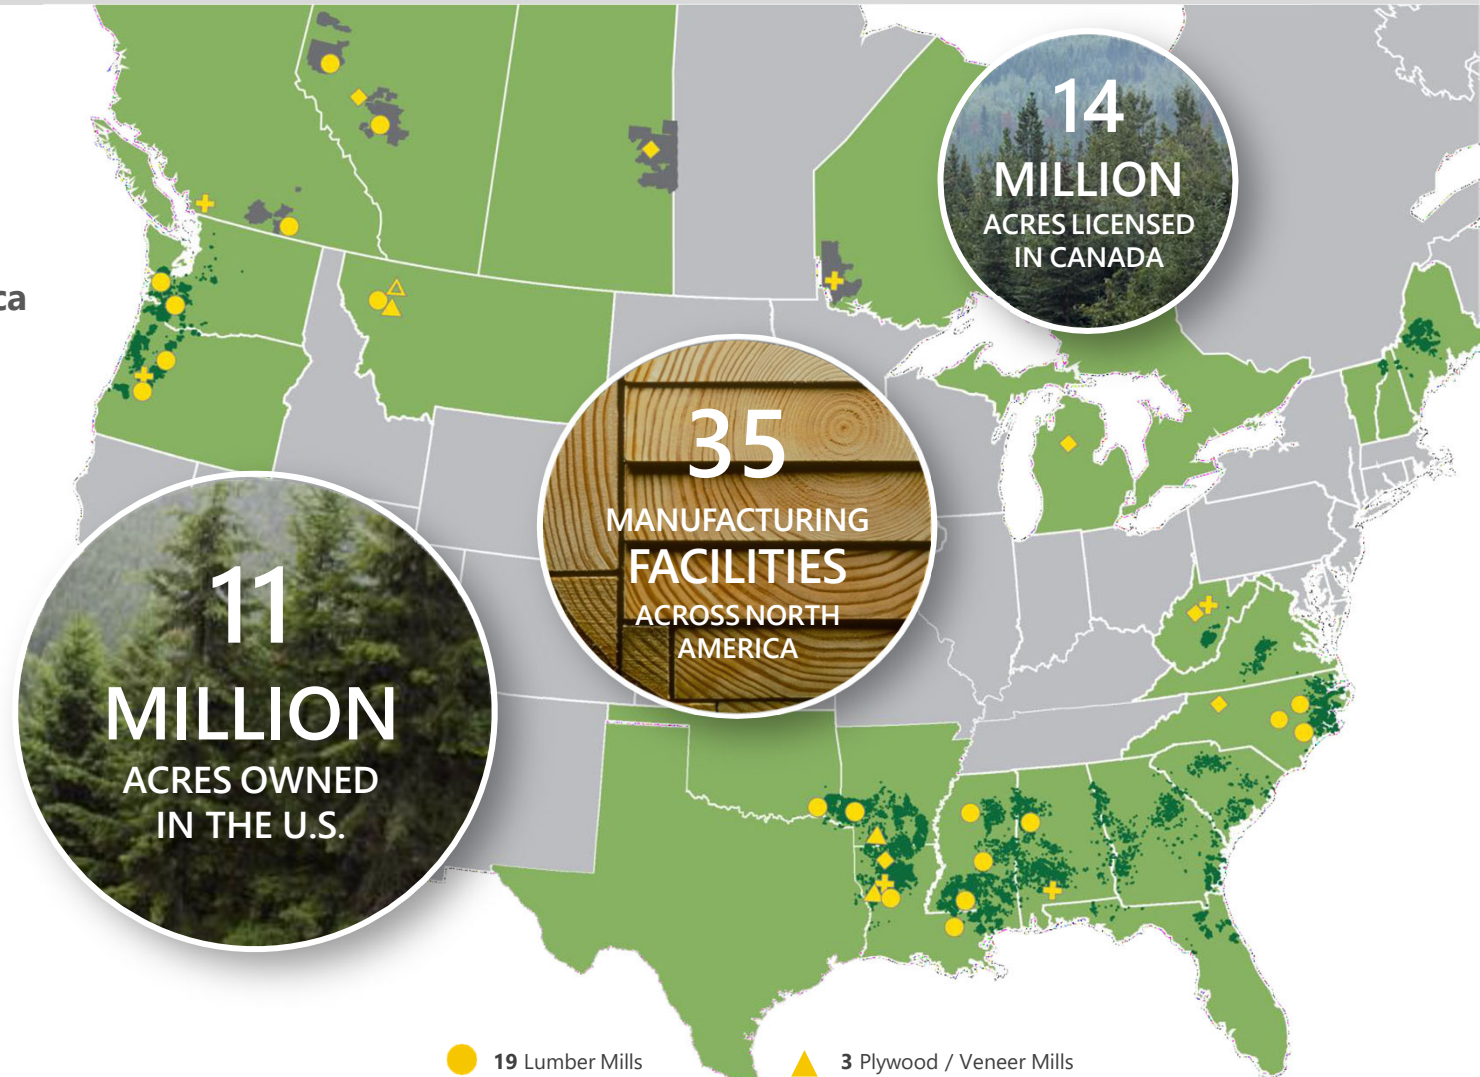 14
MILLION
ACRES LICENSED
IN CANADA
ca
35
MANUFACTURING
FACILITIES
ACROSS NORTH
AMERICA
11
MILLION
ACRES OWNED
IN THE U.S.
19 Lumber Mills
3 Plywood / Veneer Mills